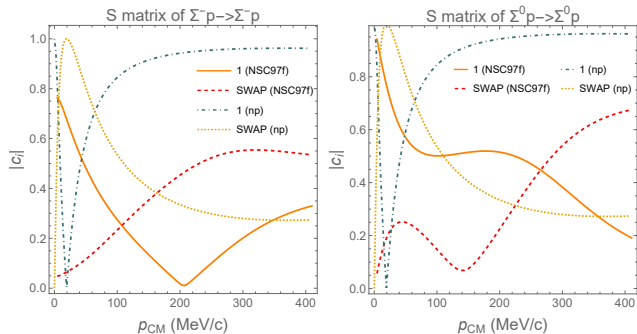 S matrix of Σ⁻p->Σ⁻p
1.0
0.8
0.6
0.4
0.2
0.0
|cᵢ|
1 (NSC97f)
SWAP (NSC97f)
1 (np)
SWAP (np)
0 100 200 300 400
p_CM (MeV/c)
S matrix of Σ⁰p->Σ⁰p
0.8
0.6
0.4
0.2
0.0
|cᵢ|
1 (NSC97f) 1 (np)
SWAP (NSC97f) SWAP (np)
0 100 200 300 400
p_CM (MeV/c)